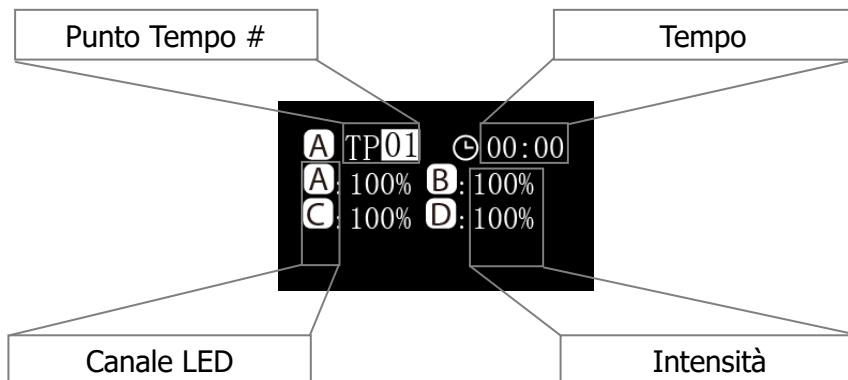 Punto Tempo #
Tempo
A TP01 00:00
A: 100% B: 100%
C: 100% D: 100%
Canale LED
Intensità